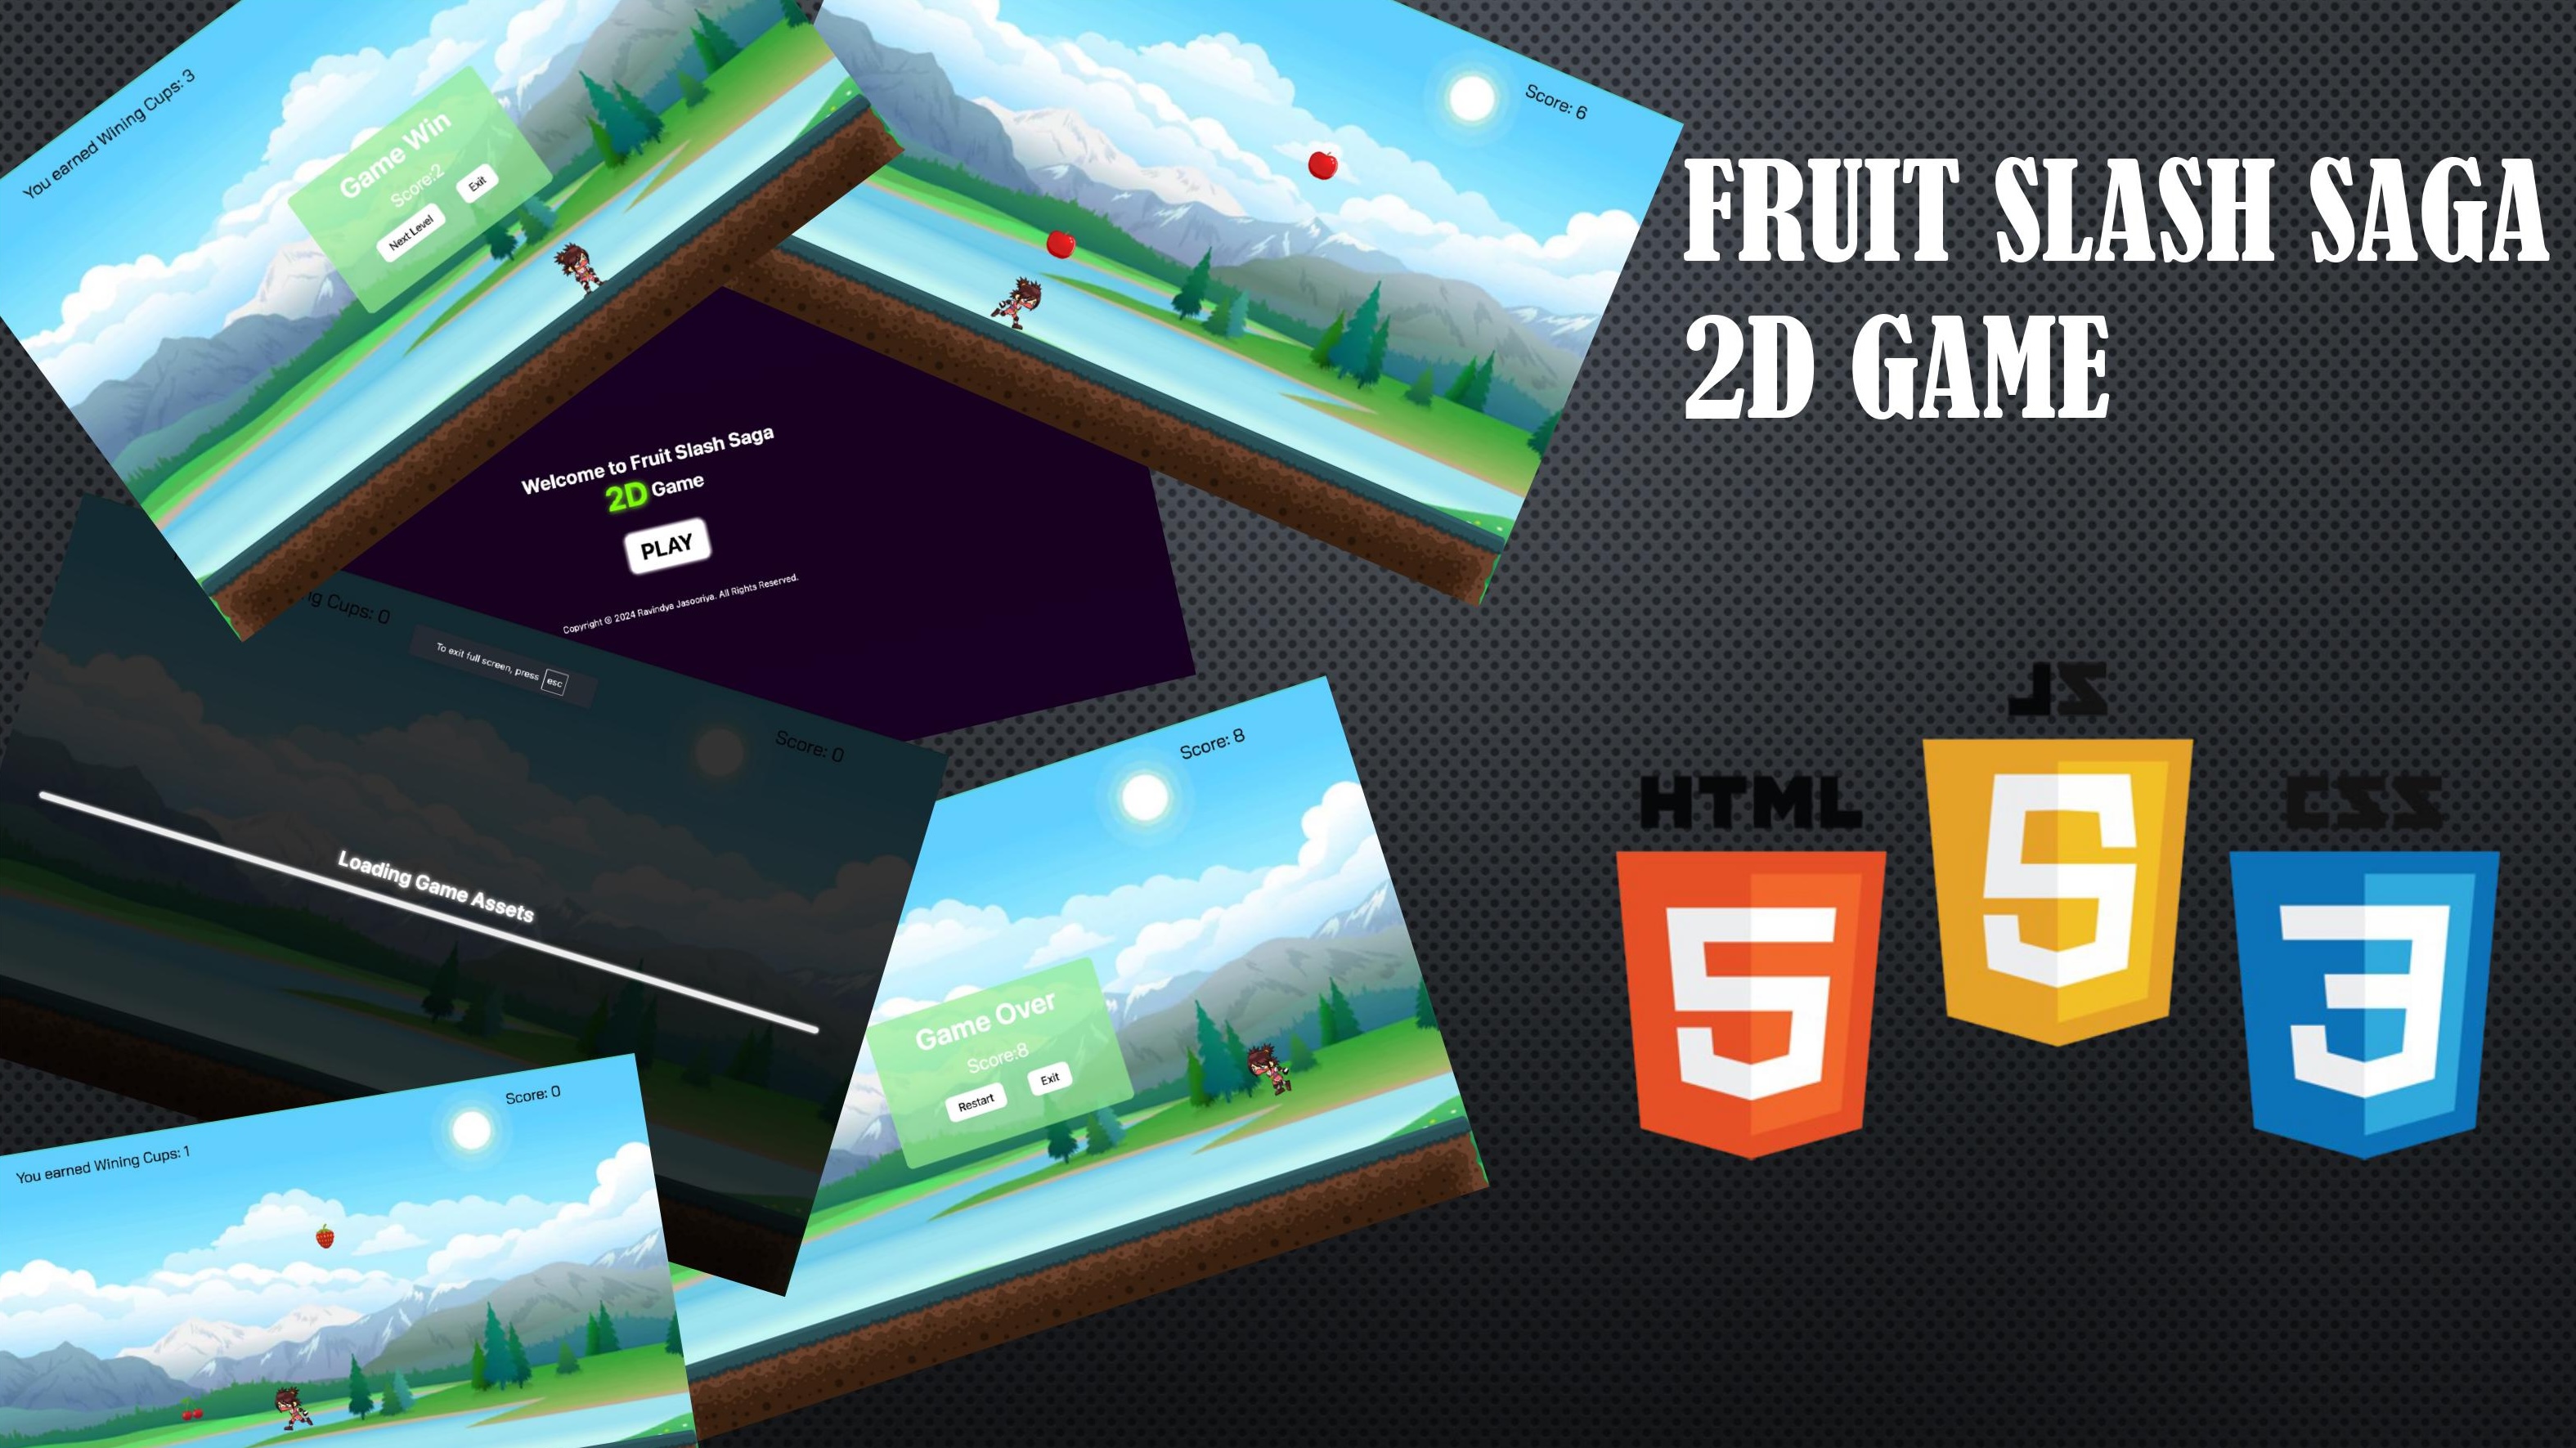 You earned Wining Cups: 3
Game Win
Score:2
Next Level
Exit
Score: 6
FRUIT SLASH SAGA
2D GAME
Welcome to Fruit Slash Saga
2D Game
PLAY
Copyright © 2024 Ravindya Jasooriya. All Rights Reserved.
Cups: 0
To exit full screen, press esc
Score: 0
Loading Game Assets
Score: 8
Game Over
Score:8
Restart
Exit
You earned Wining Cups: 1
Score: 0
JS
5
HTML
5
CSS
3